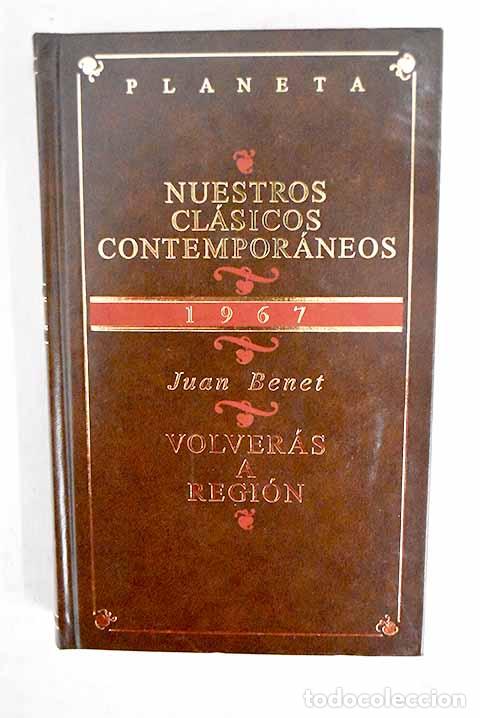 PLANETA
NUESTROS
CLÁSICOS
CONTEMPORÁNEOS
1967
Juan Benet
VOLVERÁS
A
REGIÓN
todocoleccion